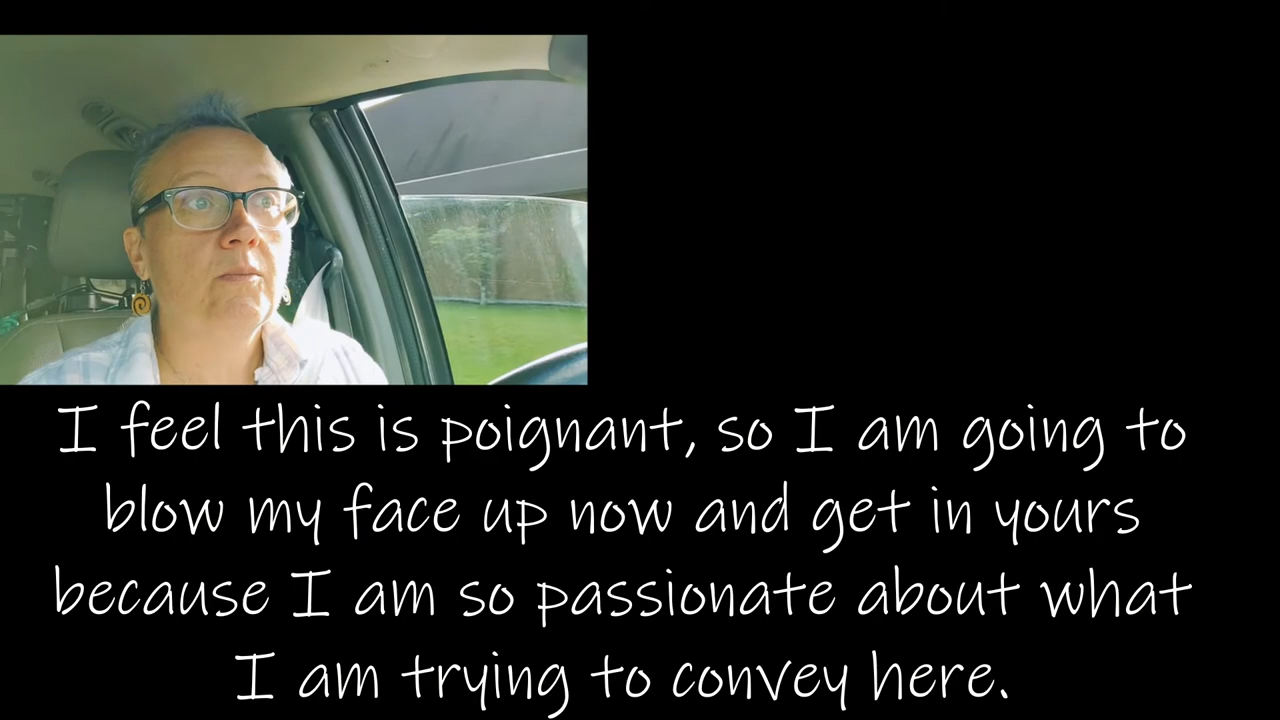 I feel this is poignant, so I am going to
blow my face up now and get in yours
because I am so passionate about what
I am trying to convey here.